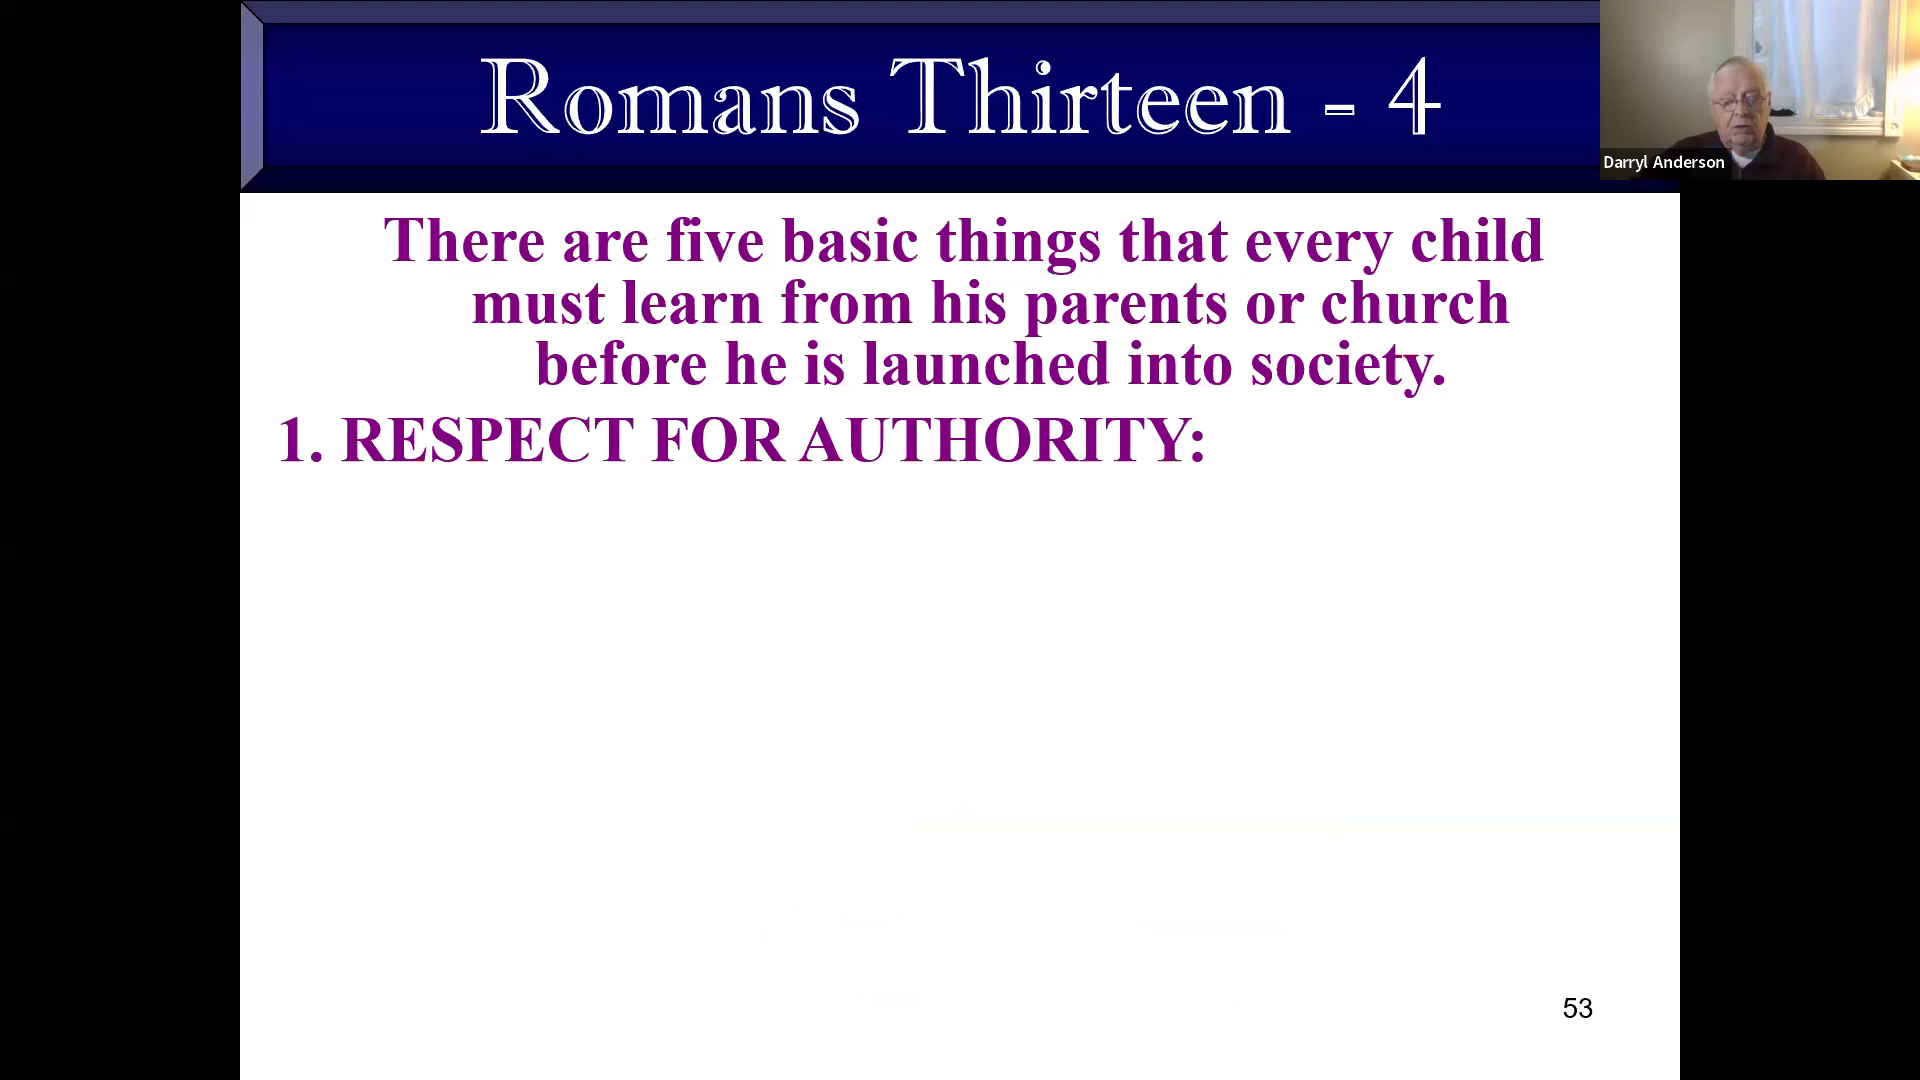 Romans Thirteen - 4
Darryl Anderson
There are five basic things that every child
must learn from his parents or church
before he is launched into society.
1. RESPECT FOR AUTHORITY:
53